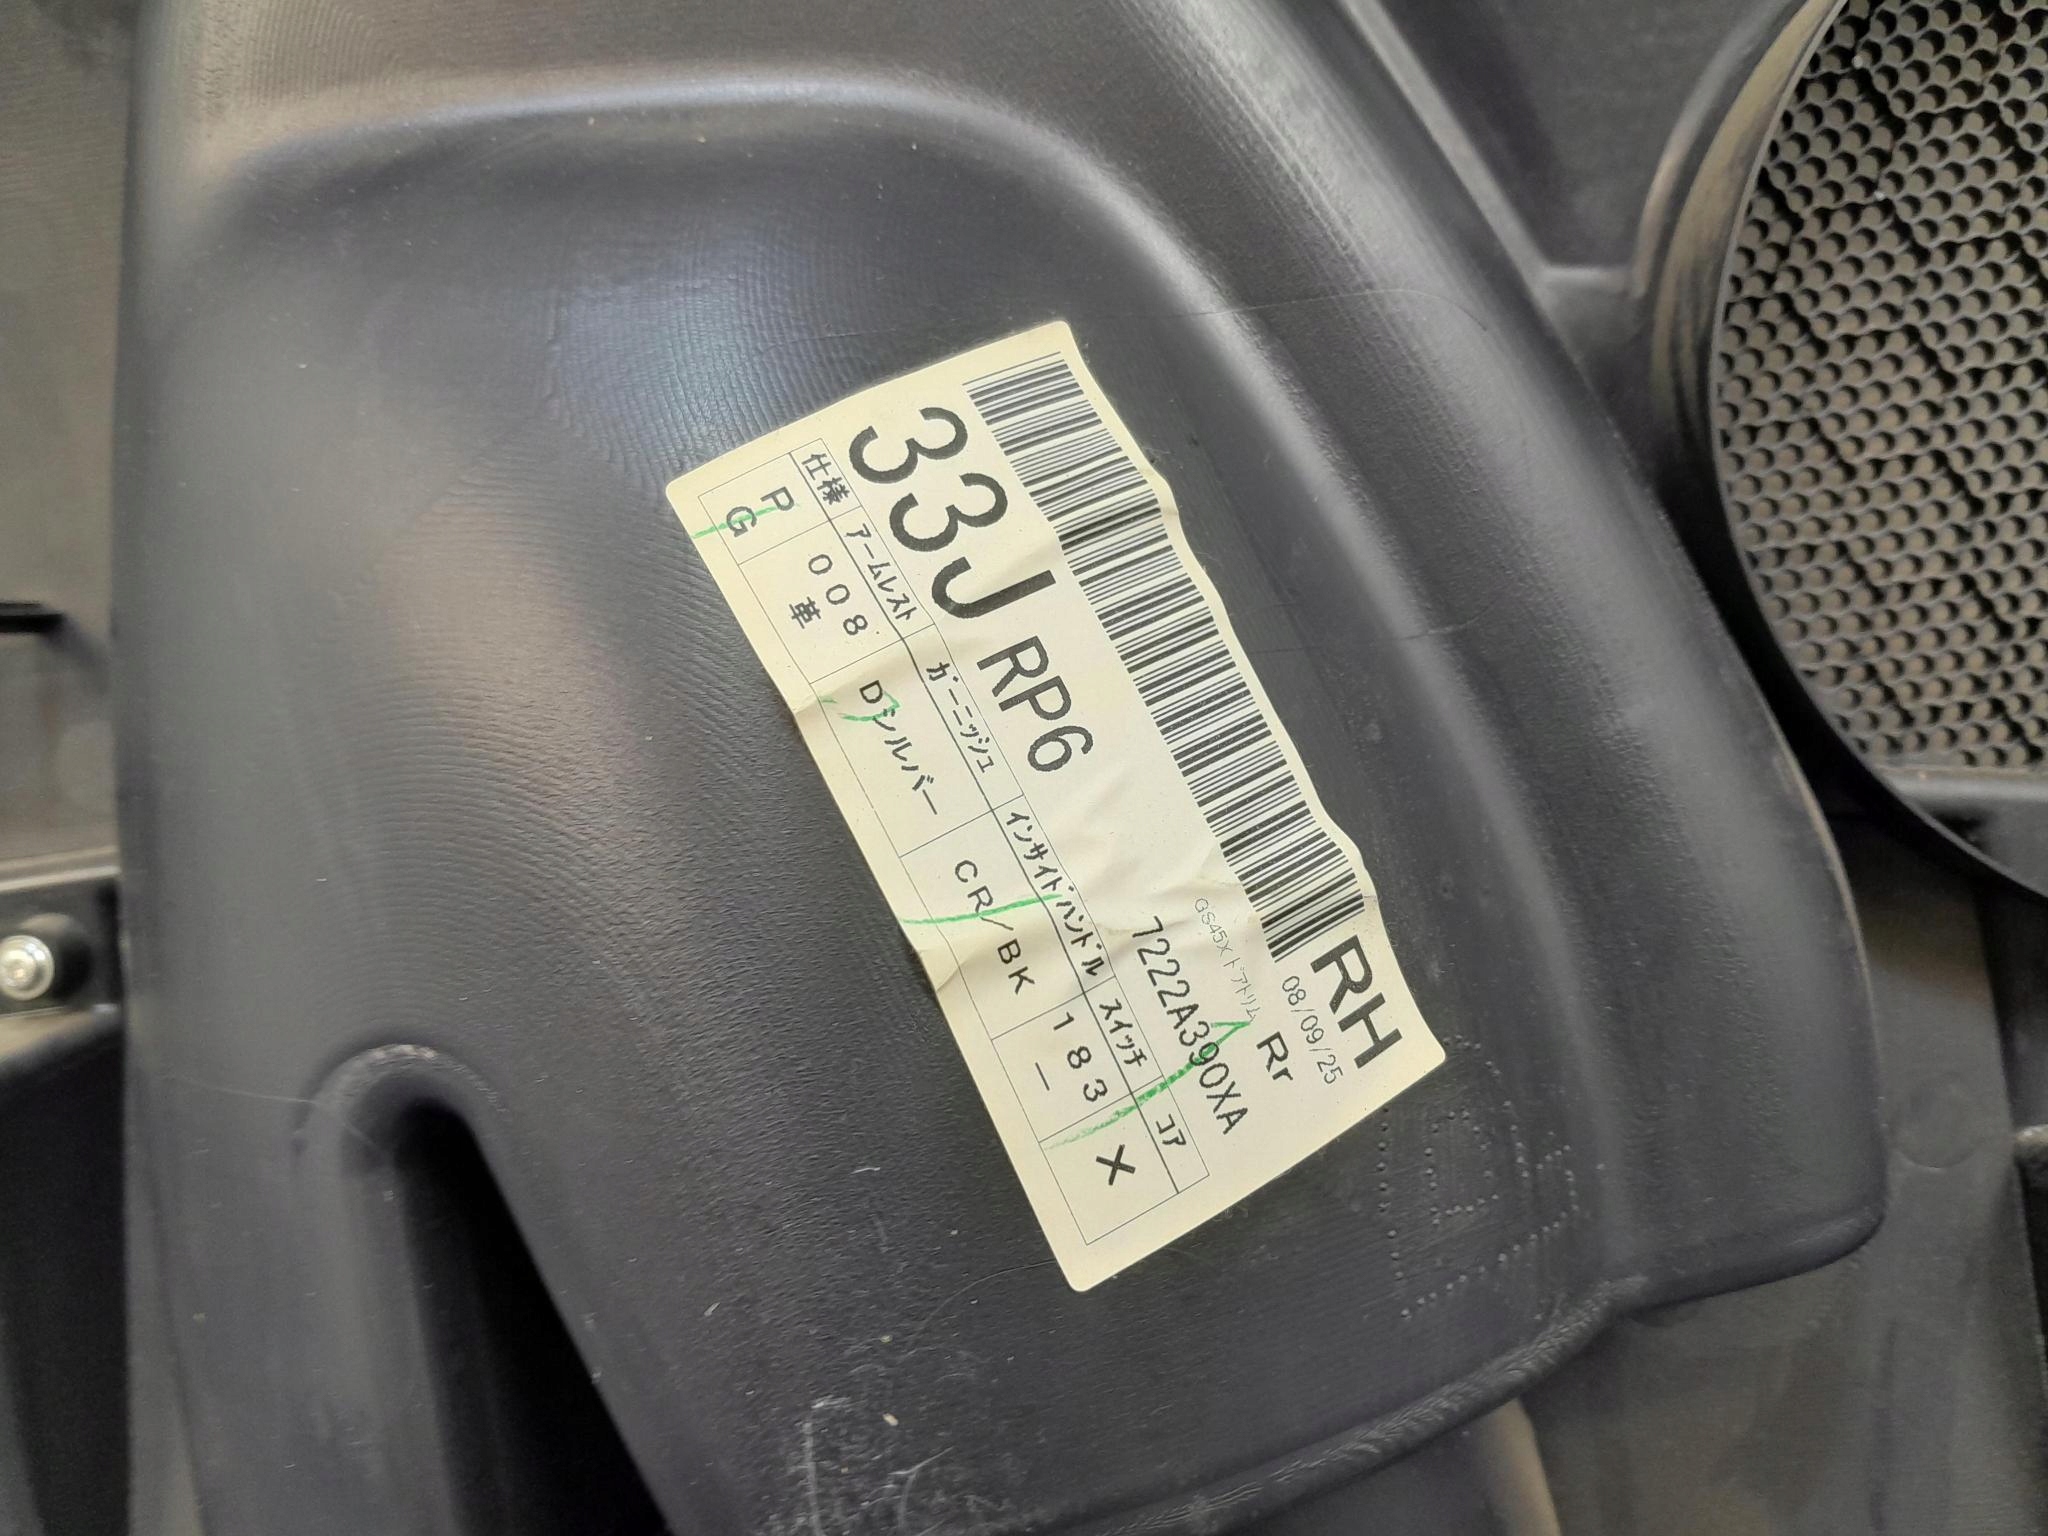 RH
08/09/25
Rr
GS45X ドアトリム
33J RP6 7222A390XA
仕様 アームレスト ガーニッシュ インサイドハンドル スイッチ コア
P 008 Dシルバー CR/BK 183 X
G 革 －